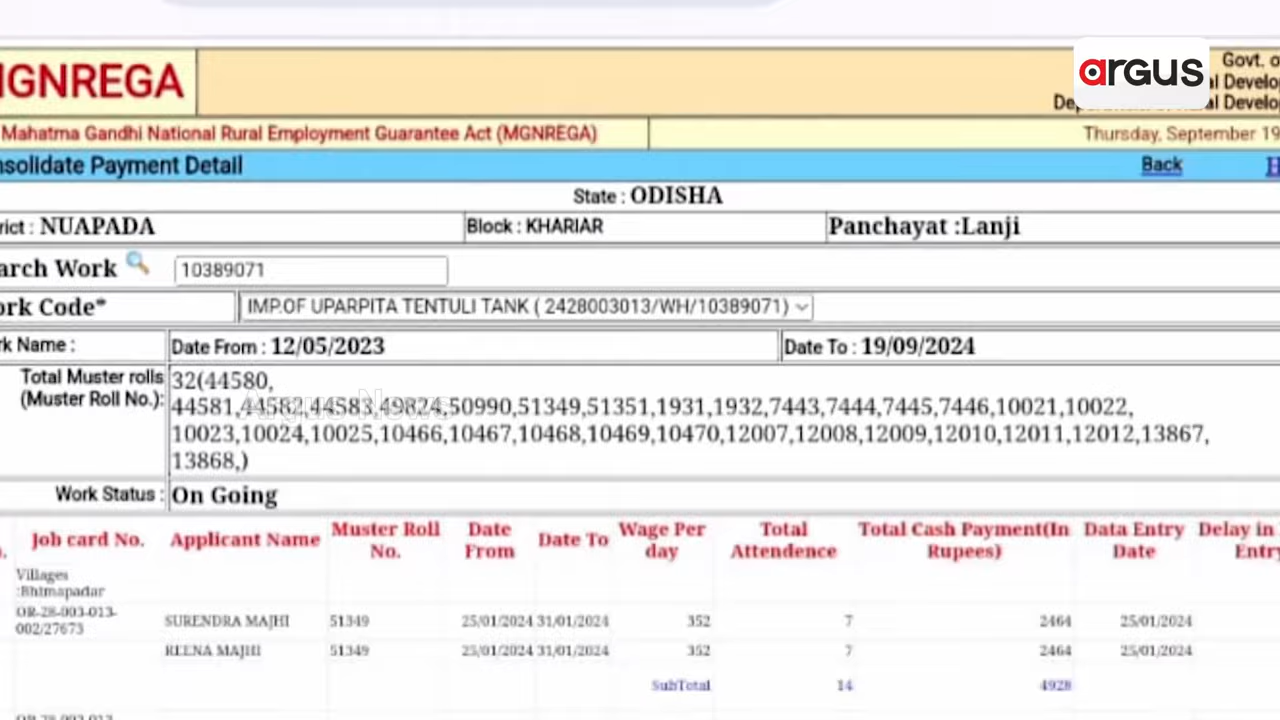 IGNREGA
argus
Govt. o
l Develo
De
l Develo
Mahatma Gandhi National Rural Employment Guarantee Act (MGNREGA)
Thursday, September 19
nsolidate Payment Detail
Back
State : ODISHA
rict : NUAPADA Block : KHARIAR Panchayat :Lanji
arch Work 10389071
ork Code* IMP.OF UPARPITA TENTULI TANK ( 2428003013/WH/10389071)
rk Name : Date From : 12/05/2023 Date To : 19/09/2024
Total Muster rolls (Muster Roll No.): 32(44580,
44581,44582,44583,49824,50990,51349,51351,1931,1932,7443,7444,7445,7446,10021,10022,
10023,10024,10025,10466,10467,10468,10469,10470,12007,12008,12009,12010,12011,12012,13867,
13868,)
Argus News
Work Status : On Going
Job card No. Applicant Name Muster Roll No. Date From Date To Wage Per day Total Attendence Total Cash Payment(In Rupees) Data Entry Date Delay in Entry
Villages
:Bhimapadar
OR-28-003-013-
002/27673 SURENDRA MAJHI 51349 25/01/2024 31/01/2024 352 7 2464 25/01/2024
REENA MAJHI 51349 25/01/2024 31/01/2024 352 7 2464 25/01/2024
SubTotal 14 4928